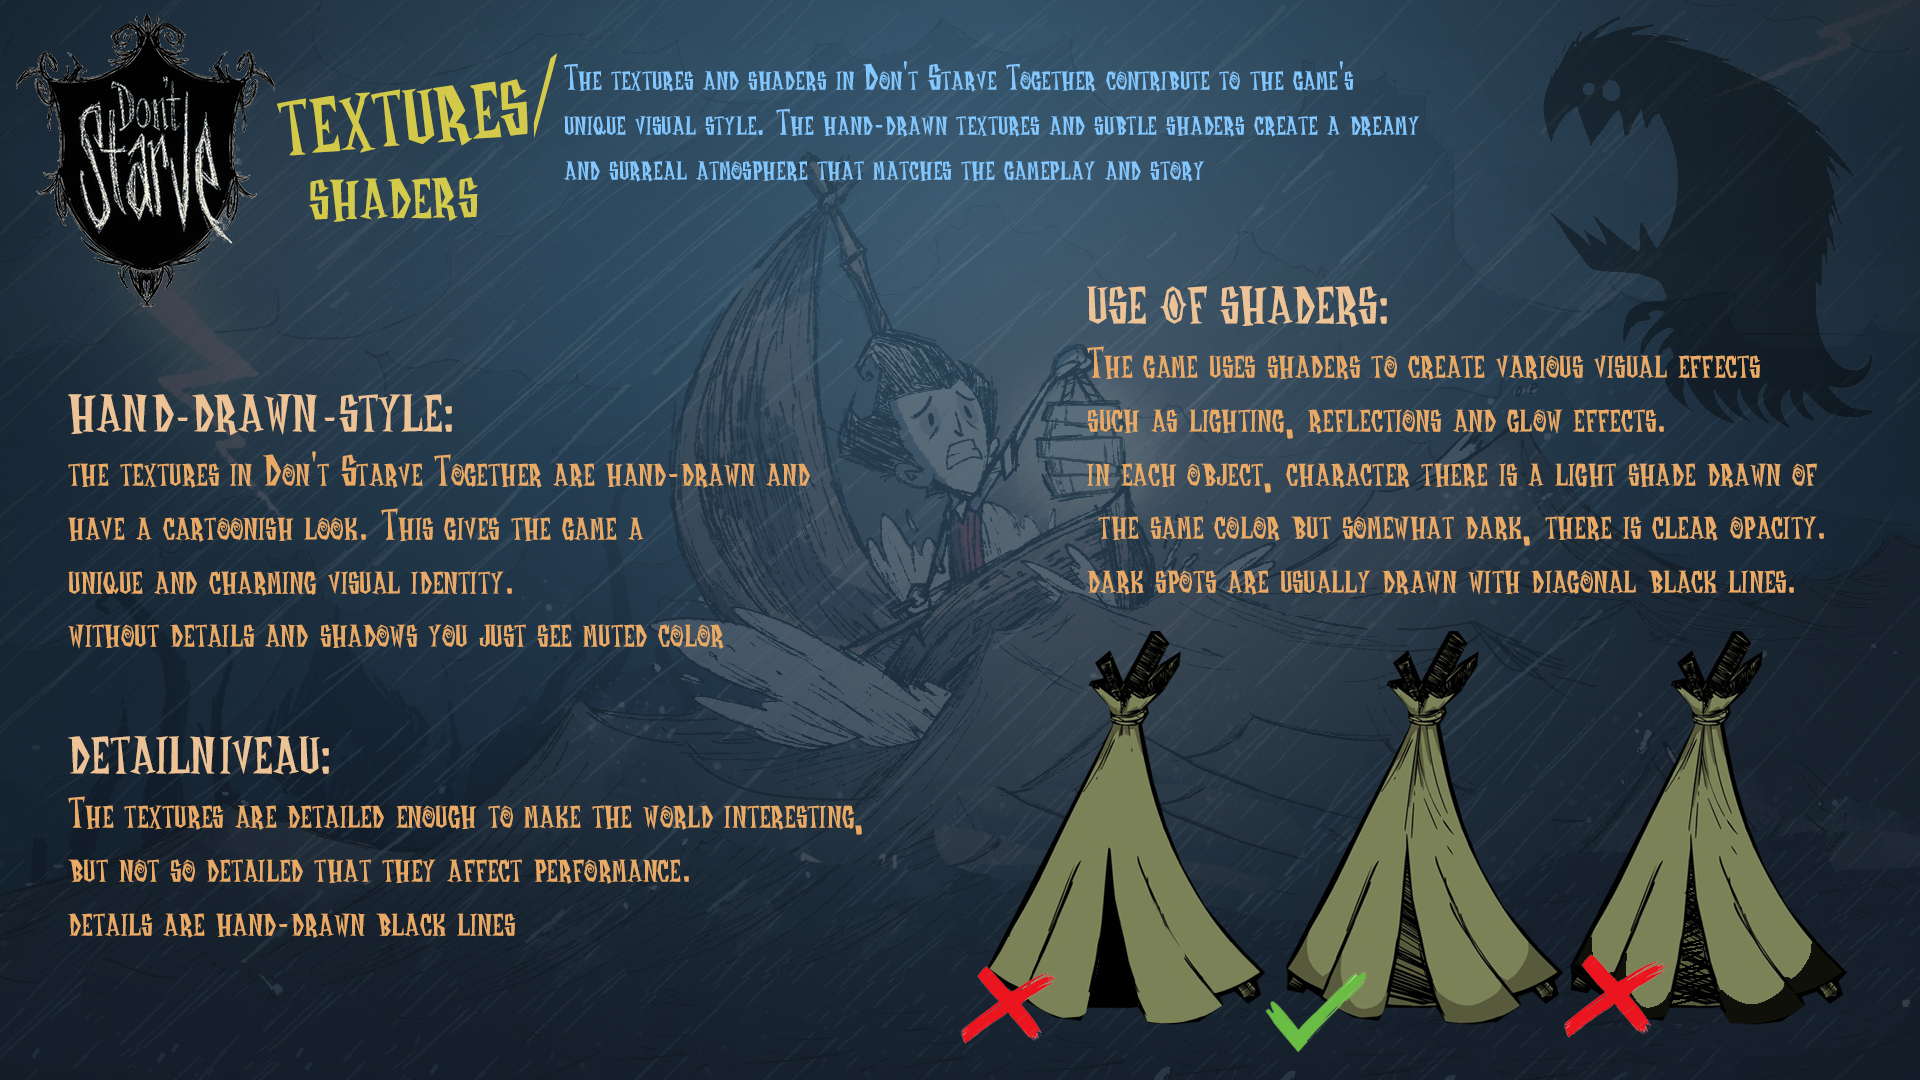 Don't
Starve
TEXTURES/
SHADERS
The textures and shaders in Don't Starve Together contribute to the game's
unique visual style. The hand-drawn textures and subtle shaders create a dreamy
and surreal atmosphere that matches the gameplay and story
HAND-DRAWN-STYLE:
the textures in Don't Starve Together are hand-drawn and
have a cartoonish look. This gives the game a
unique and charming visual identity.
without details and shadows you just see muted color
DETAILNIVEAU:
The textures are detailed enough to make the world interesting,
but not so detailed that they affect performance.
details are hand-drawn black lines
USE OF SHADERS:
The game uses shaders to create various visual effects
such as lighting, reflections and glow effects.
in each object, character there is a light shade drawn of
the same color but somewhat dark, there is clear opacity.
dark spots are usually drawn with diagonal black lines.